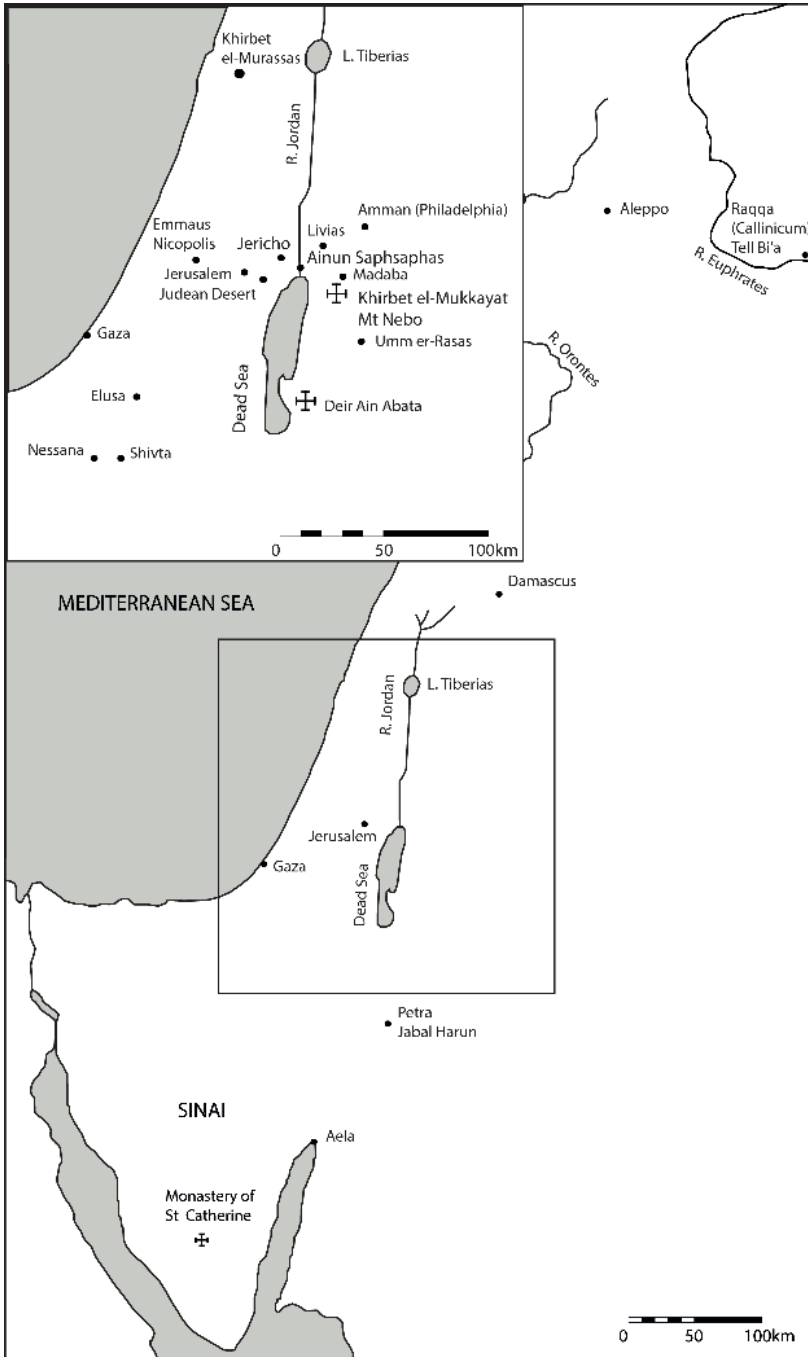 Khirbet
el-Murassas
L. Tiberias
R. Jordan
Amman (Philadelphia)
Emmaus
Nicopolis
Livias
Jericho
Ainun Saphsaphas
Jerusalem
Madaba
Judean Desert
Khirbet el-Mukkayat
Mt Nebo
Gaza
Umm er-Rasas
Dead Sea
Elusa
Deir Ain Abata
Nessana
Shivta
0 50 100km
Aleppo
Raqqa
(Callinicum)
Tell Bi'a
R. Euphrates
R. Orontes
Damascus
MEDITERRANEAN SEA
L. Tiberias
R. Jordan
Jerusalem
Gaza
Dead Sea
Petra
Jabal Harun
SINAI
Aela
Monastery of
St Catherine
0 50 100km